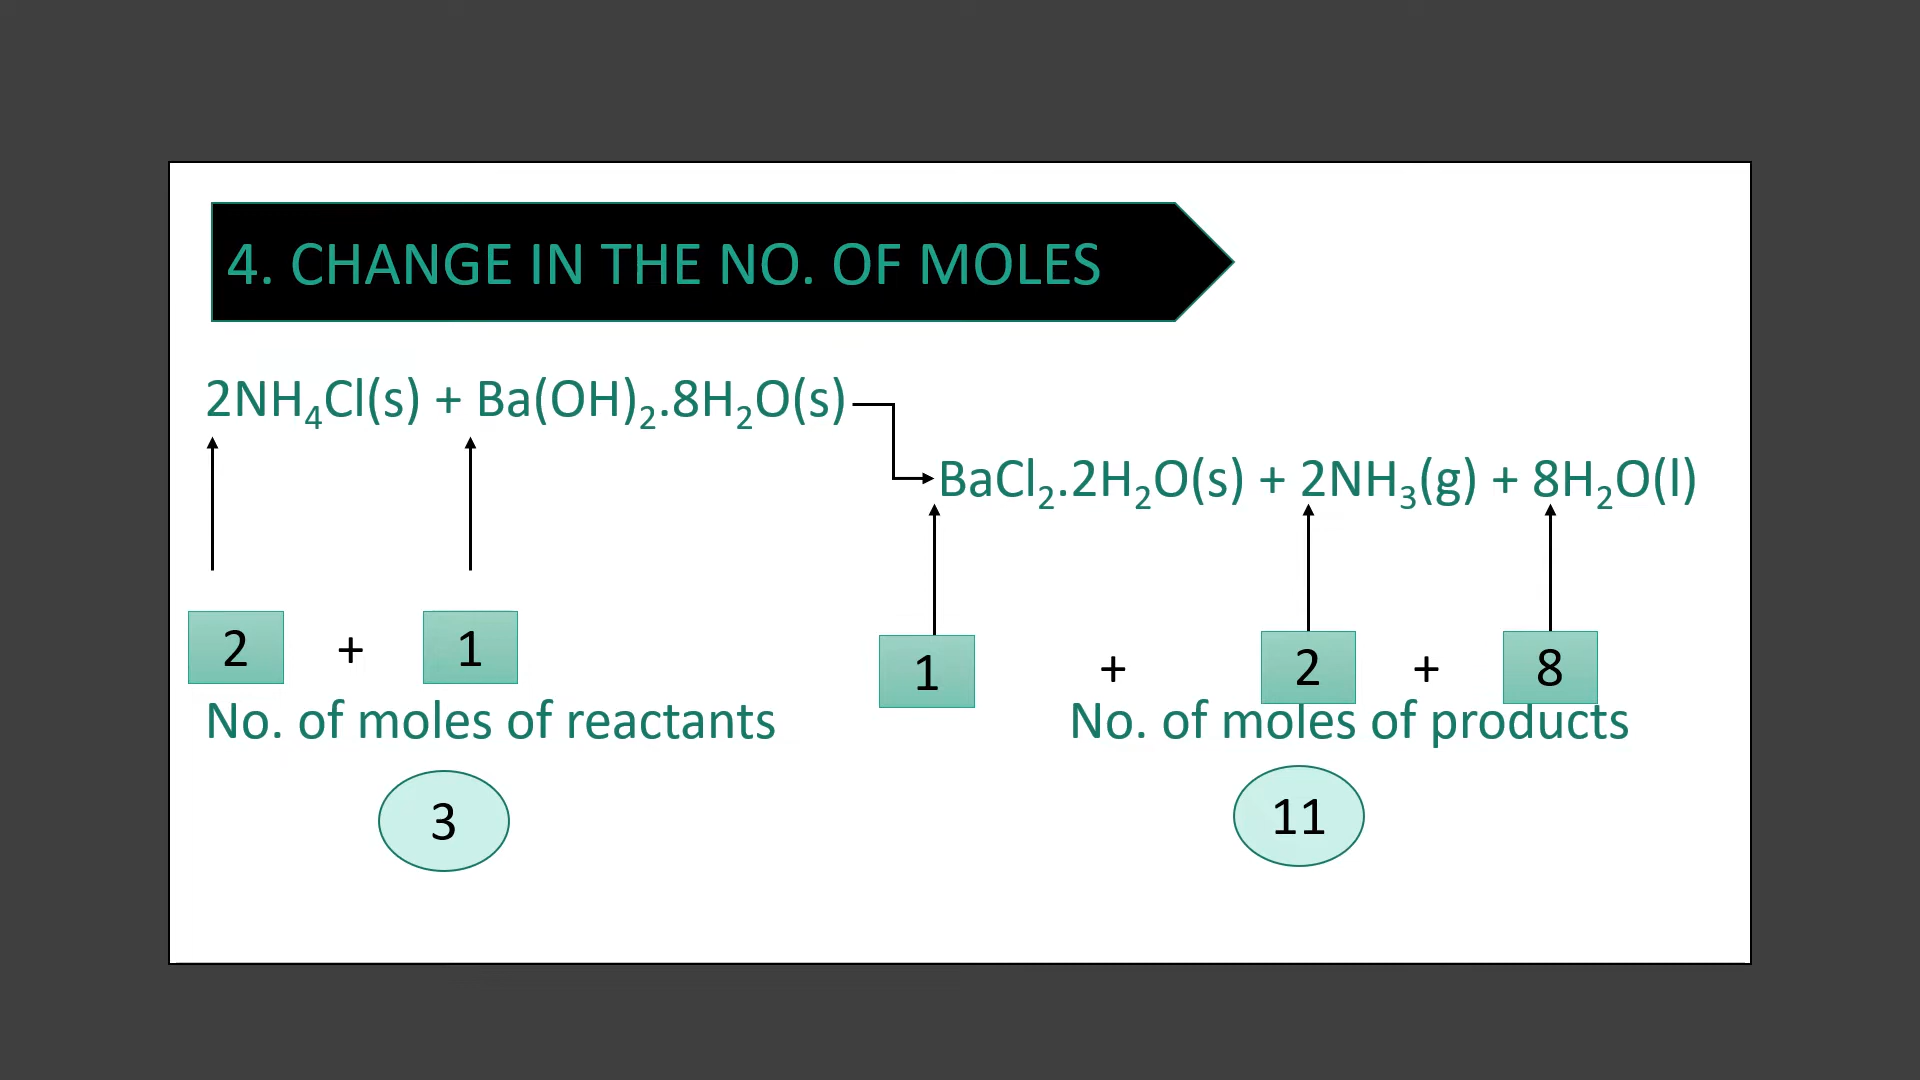 4. CHANGE IN THE NO. OF MOLES
2NH₄Cl(s) + Ba(OH)₂.8H₂O(s)
BaCl₂.2H₂O(s) + 2NH₃(g) + 8H₂O(l)
2 + 1
1 + 2 + 8
No. of moles of reactants
No. of moles of products
3
11